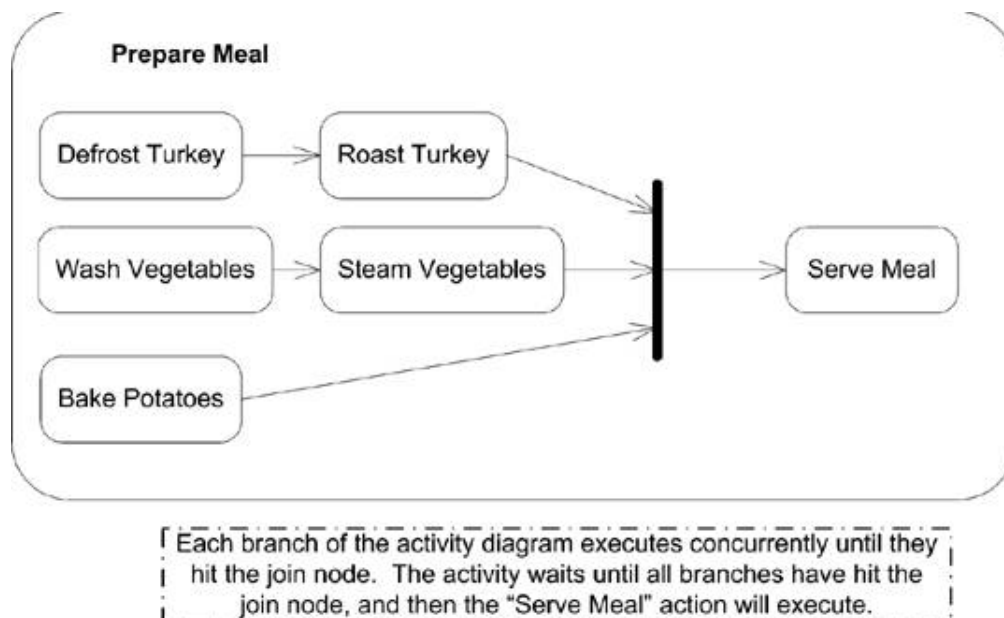 Prepare Meal
Defrost Turkey
Roast Turkey
Wash Vegetables
Steam Vegetables
Serve Meal
Bake Potatoes
Each branch of the activity diagram executes concurrently until they
hit the join node. The activity waits until all branches have hit the
join node, and then the “Serve Meal” action will execute.